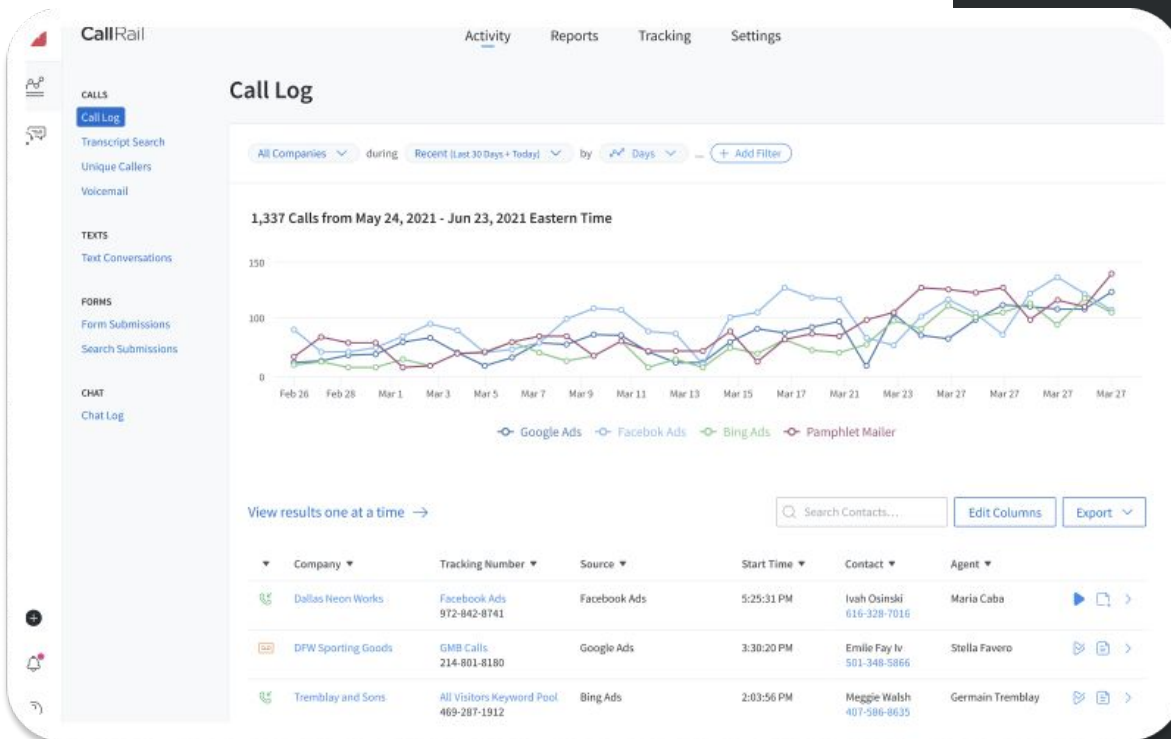 CallRail
Activity Reports Tracking Settings
CALLS
Call Log
Transcript Search
Unique Callers
Voicemail
TEXTS
Text Conversations
FORMS
Form Submissions
Search Submissions
CHAT
Chat Log
Call Log
All Companies during Recent (Last 30 Days + Today) by Days ... + Add Filter
1,337 Calls from May 24, 2021 - Jun 23, 2021 Eastern Time
150
100
0
Feb 26 Feb 28 Mar 1 Mar 3 Mar 5 Mar 7 Mar 9 Mar 11 Mar 13 Mar 15 Mar 17 Mar 21 Mar 23 Mar 27 Mar 27 Mar 27 Mar 27
Google Ads Facebok Ads Bing Ads Pamphlet Mailer
View results one at a time → Search Contacts... Edit Columns Export
Company Tracking Number Source Start Time Contact Agent
Dallas Neon Works Facebook Ads Facebook Ads 5:25:31 PM Ivah Osinski Maria Caba
972-842-8741 616-328-7016
DFW Sporting Goods GMB Calls Google Ads 3:30:20 PM Emile Fay Iv Stella Favero
214-801-8180 501-348-5866
Tremblay and Sons All Visitors Keyword Pool Bing Ads 2:03:56 PM Meggie Walsh Germain Tremblay
469-287-1912 407-586-8635